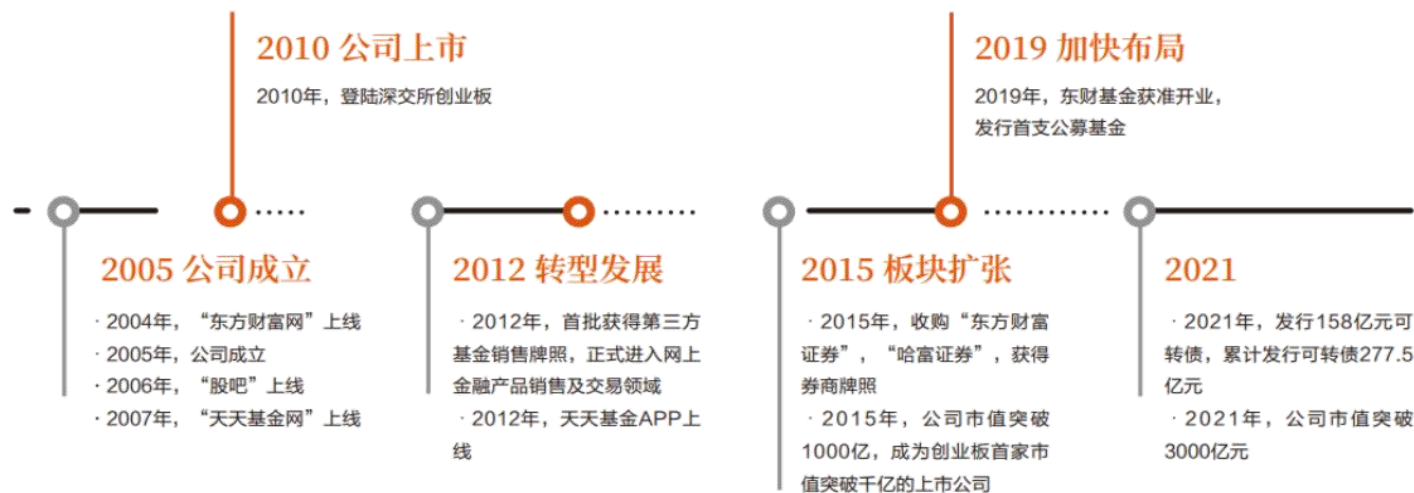 2010 公司上市
2010年，登陆深交所创业板
2019 加快布局
2019年，东财基金获准开业，
发行首支公募基金
2005 公司成立
· 2004年，“东方财富网”上线
· 2005年，公司成立
· 2006年，“股吧”上线
· 2007年，“天天基金网”上线
2012 转型发展
· 2012年，首批获得第三方
基金销售牌照，正式进入网上
金融产品销售及交易领域
· 2012年，天天基金APP上
线
2015 板块扩张
· 2015年，收购“东方财富
证券”，“哈富证券”，获得
券商牌照
· 2015年，公司市值突破
1000亿，成为创业板首家市
值突破千亿的上市公司
2021
· 2021年，发行158亿元可
转债，累计发行可转债277.5
亿元
· 2021年，公司市值突破
3000亿元